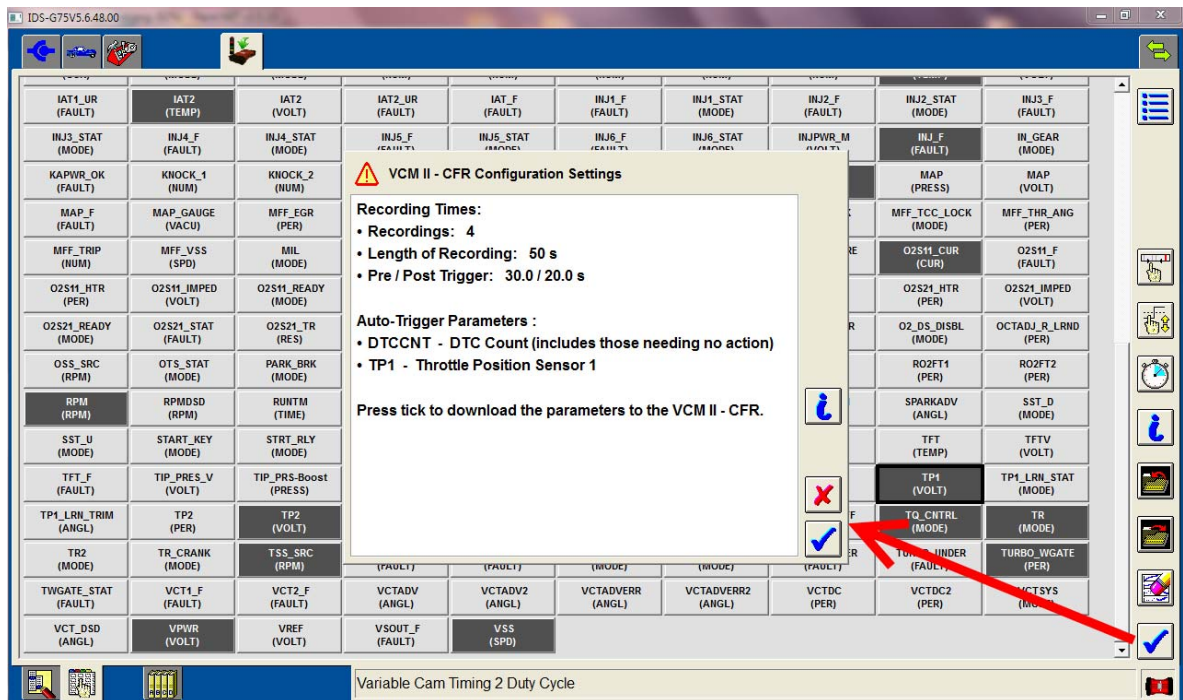 IDS-G75V5.6.48.00
IAT1_UR IAT2 IAT2 IAT2_UR IAT_F INJ1_F INJ1_STAT INJ2_F INJ2_STAT INJ3_F
(FAULT) (TEMP) (VOLT) (FAULT) (FAULT) (FAULT) (MODE) (FAULT) (MODE) (FAULT)
INJ3_STAT INJ4_F INJ4_STAT INJ5_F INJ5_STAT INJ6_F INJ6_STAT INJPWR_M INJ_F IN_GEAR
(MODE) (FAULT) (MODE) (FAULT) (MODE) (FAULT) (MODE) (VOLT) (FAULT) (MODE)
KAPWR_OK KNOCK_1 KNOCK_2 MAP MAP
(FAULT) (NUM) (NUM) (PRESS) (VOLT)
MAP_F MAP_GAUGE MFF_EGR MFF_TCC_LOCK MFF_THR_ANG
(FAULT) (VACU) (PER) (MODE) (PER)
MFF_TRIP MFF_VSS MIL O2S11_CUR O2S11_F
(NUM) (SPD) (MODE) (CUR) (FAULT)
O2S11_HTR O2S11_IMPED O2S11_READY O2S21_HTR O2S21_IMPED
(PER) (VOLT) (MODE) (PER) (VOLT)
O2S21_READY O2S21_STAT O2S21_TR O2_DS_DISBL OCTADJ_R_LRND
(MODE) (FAULT) (RES) (MODE) (PER)
OSS_SRC OTS_STAT PARK_BRK RO2FT1 RO2FT2
(RPM) (MODE) (MODE) (PER) (PER)
RPM RPMDSD RUNTM SPARKADV SST_D
(RPM) (RPM) (TIME) (ANGL) (MODE)
SST_U START_KEY STRT_RLY TFT TFTV
(MODE) (MODE) (MODE) (TEMP) (VOLT)
TFT_F TIP_PRES_V TIP_PRS-Boost TP1 TP1_LRN_STAT
(FAULT) (VOLT) (PRESS) (VOLT) (MODE)
TP1_LRN_TRIM TP2 TP2 TQ_CNTRL TR
(ANGL) (PER) (VOLT) (MODE) (MODE)
TR2 TR_CRANK TSS_SRC TURBO_WGATE
(MODE) (MODE) (RPM) (FAULT) (FAULT) (MODE) (MODE) (FAULT) (FAULT) (PER)
TWGATE_STAT VCT1_F VCT2_F VCTADV VCTADV2 VCTADVERR VCTADVERR2 VCTDC VCTDC2 VCTSYS
(FAULT) (FAULT) (FAULT) (ANGL) (ANGL) (ANGL) (ANGL) (PER) (PER)
VCT_DSD VPWR VREF VSOUT_F VSS
(ANGL) (VOLT) (VOLT) (FAULT) (SPD)
VCM II - CFR Configuration Settings
Recording Times:
• Recordings: 4
• Length of Recording: 50 s
• Pre / Post Trigger: 30.0 / 20.0 s
Auto-Trigger Parameters :
• DTCCNT - DTC Count (includes those needing no action)
• TP1 - Throttle Position Sensor 1
Press tick to download the parameters to the VCM II - CFR.
Variable Cam Timing 2 Duty Cycle